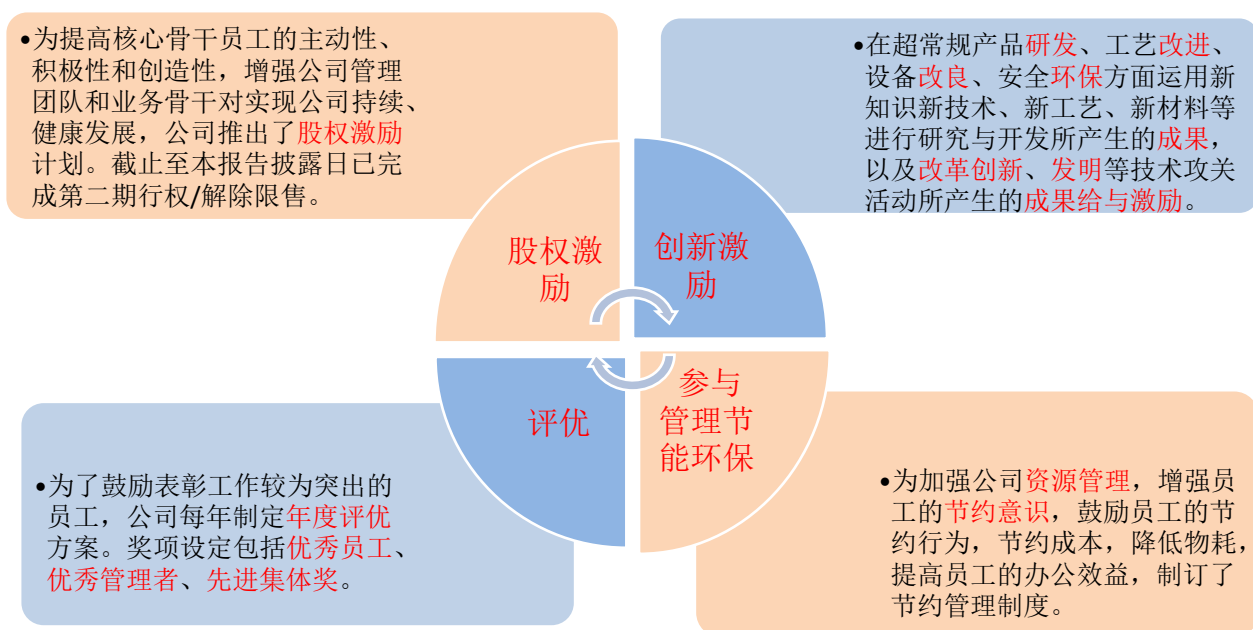 •为提高核心骨干员工的主动性、
积极性和创造性，增强公司管理
团队和业务骨干对实现公司持续、
健康发展，公司推出了股权激励
计划。截止至本报告披露日已完
成第二期行权/解除限售。
•在超常规产品研发、工艺改进、
设备改良、安全环保方面运用新
知识新技术、新工艺、新材料等
进行研究与开发所产生的成果，
以及改革创新、发明等技术攻关
活动所产生的成果给与激励。
股权激
励
创新激
励
评优
参与
管理节
能环保
•为了鼓励表彰工作较为突出的
员工，公司每年制定年度评优
方案。奖项设定包括优秀员工、
优秀管理者、先进集体奖。
•为加强公司资源管理，增强员
工的节约意识，鼓励员工的节
约行为，节约成本，降低物耗，
提高员工的办公效益，制订了
节约管理制度。